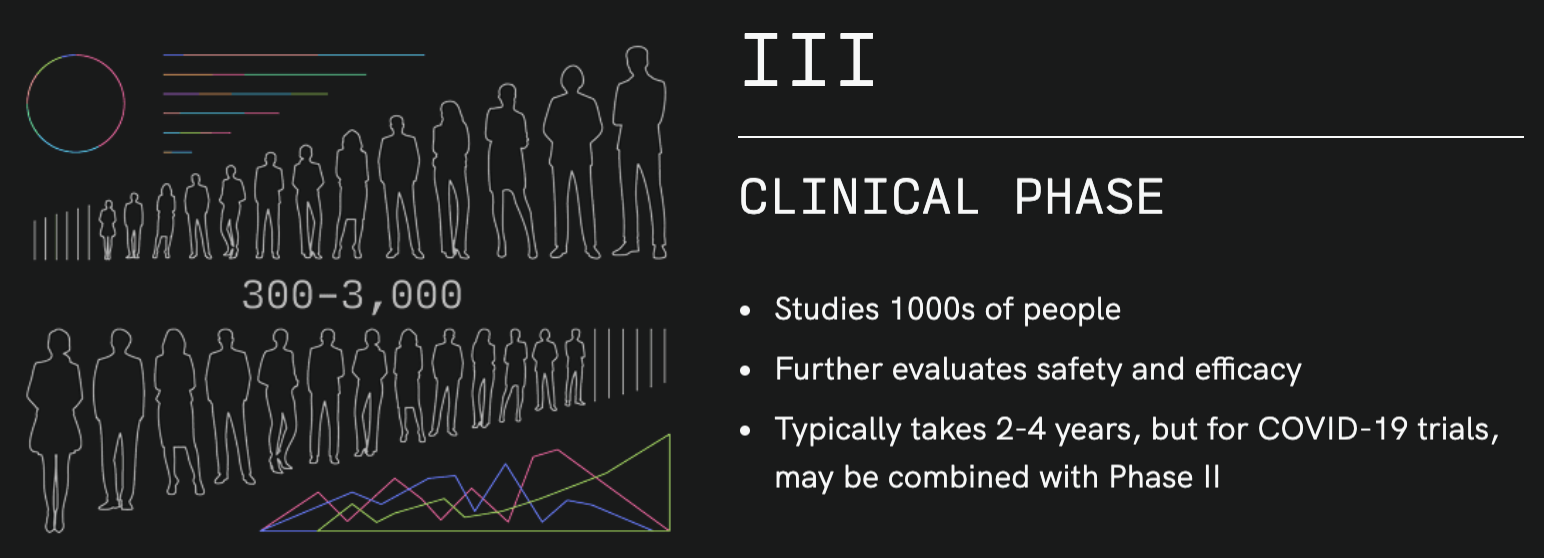 III
CLINICAL PHASE
300–3,000
• Studies 1000s of people
• Further evaluates safety and efficacy
• Typically takes 2-4 years, but for COVID-19 trials,
may be combined with Phase II